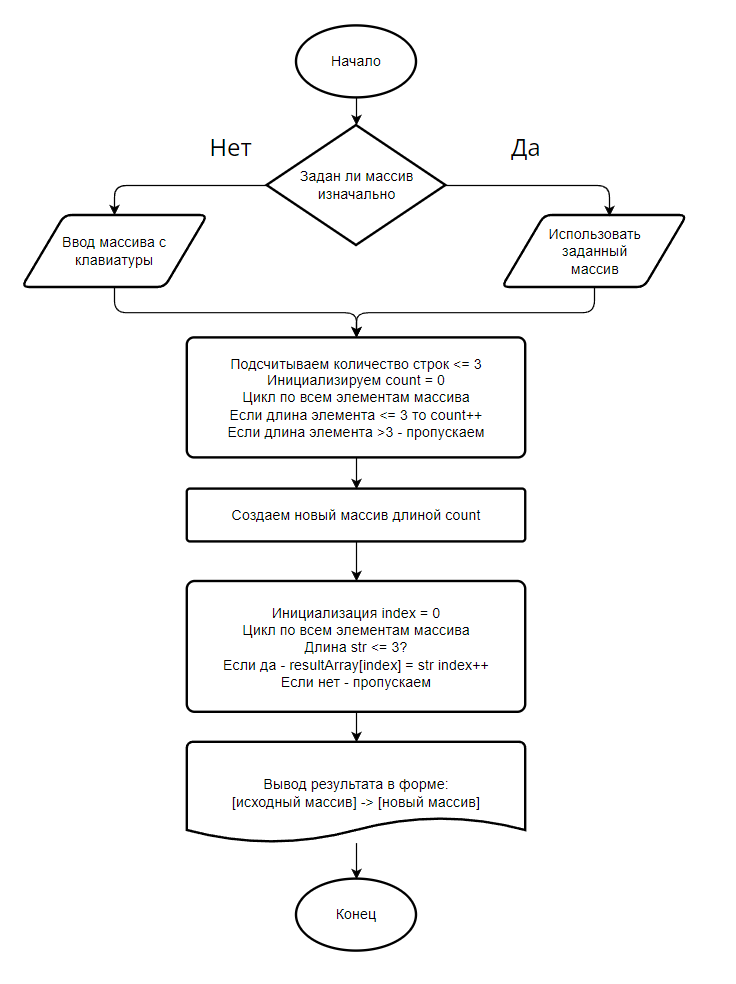 Начало
Нет
Да
Задан ли массив
изначально
Ввод массива с
клавиатуры
Использовать
заданный
массив
Подсчитываем количество строк <= 3
Инициализируем count = 0
Цикл по всем элементам массива
Если длина элемента <= 3 то count++
Если длина элемента >3 - пропускаем
Создаем новый массив длиной count
Инициализация index = 0
Цикл по всем элементам массива
Длина str <= 3?
Если да - resultArray[index] = str index++
Если нет - пропускаем
Вывод результата в форме:
[исходный массив] -> [новый массив]
Конец